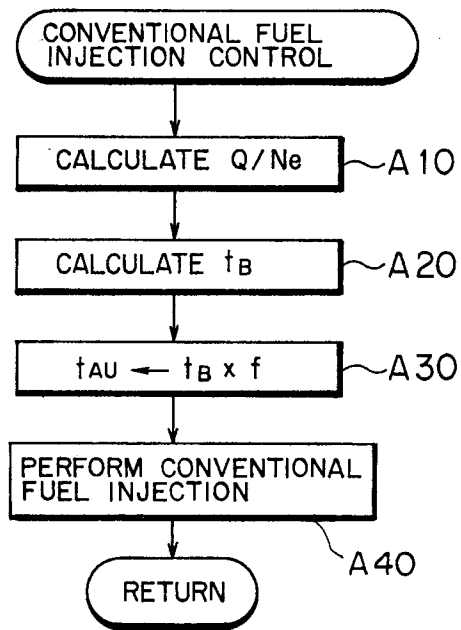 CONVENTIONAL FUEL
INJECTION CONTROL
CALCULATE Q/Ne
A10
CALCULATE tB
A20
tAU ← tB x f
A30
PERFORM CONVENTIONAL
FUEL INJECTION
A40
RETURN